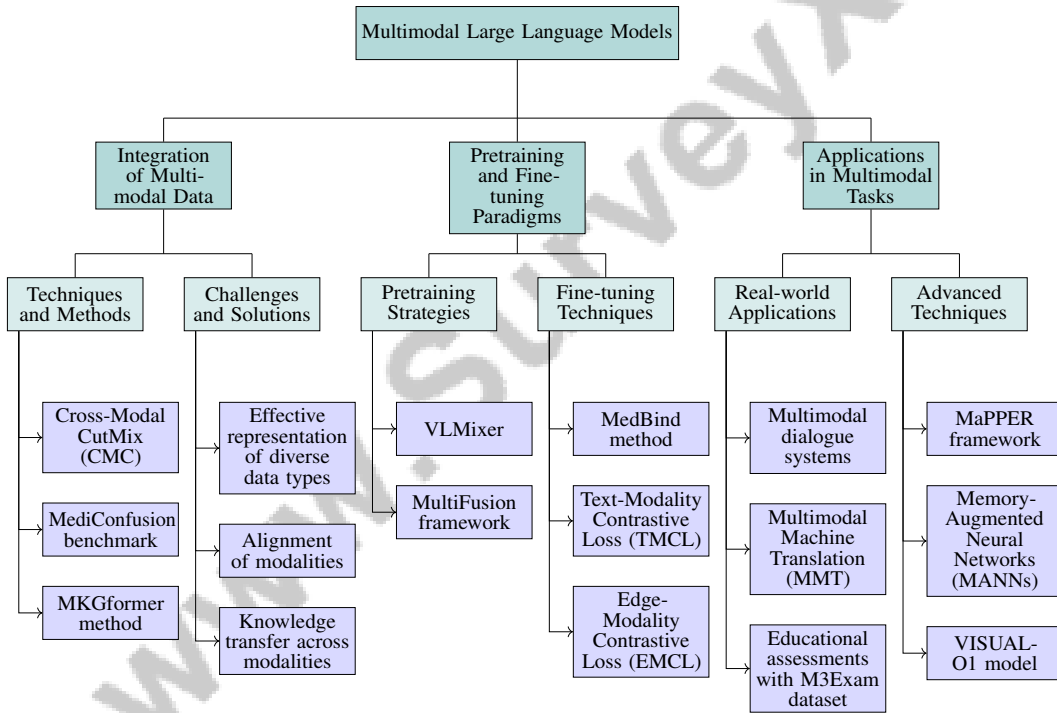 Multimodal Large Language Models
Integration
of Multi-
modal Data
Pretraining
and Fine-
tuning
Paradigms
Applications
in Multimodal
Tasks
Techniques
and Methods
Challenges
and Solutions
Pretraining
Strategies
Fine-tuning
Techniques
Real-world
Applications
Advanced
Techniques
Cross-Modal
CutMix
(CMC)
MediConfusion
benchmark
MKGformer
method
Effective
representation
of diverse
data types
Alignment
of modalities
Knowledge
transfer across
modalities
VLMixer
MultiFusion
framework
MedBind
method
Text-Modality
Contrastive
Loss (TMCL)
Edge-
Modality
Contrastive
Loss (EMCL)
Multimodal
dialogue
systems
Multimodal
Machine
Translation
(MMT)
Educational
assessments
with M3Exam
dataset
MaPPER
framework
Memory-
Augmented
Neural
Networks
(MANNs)
VISUAL-
O1 model
www.SurveyX